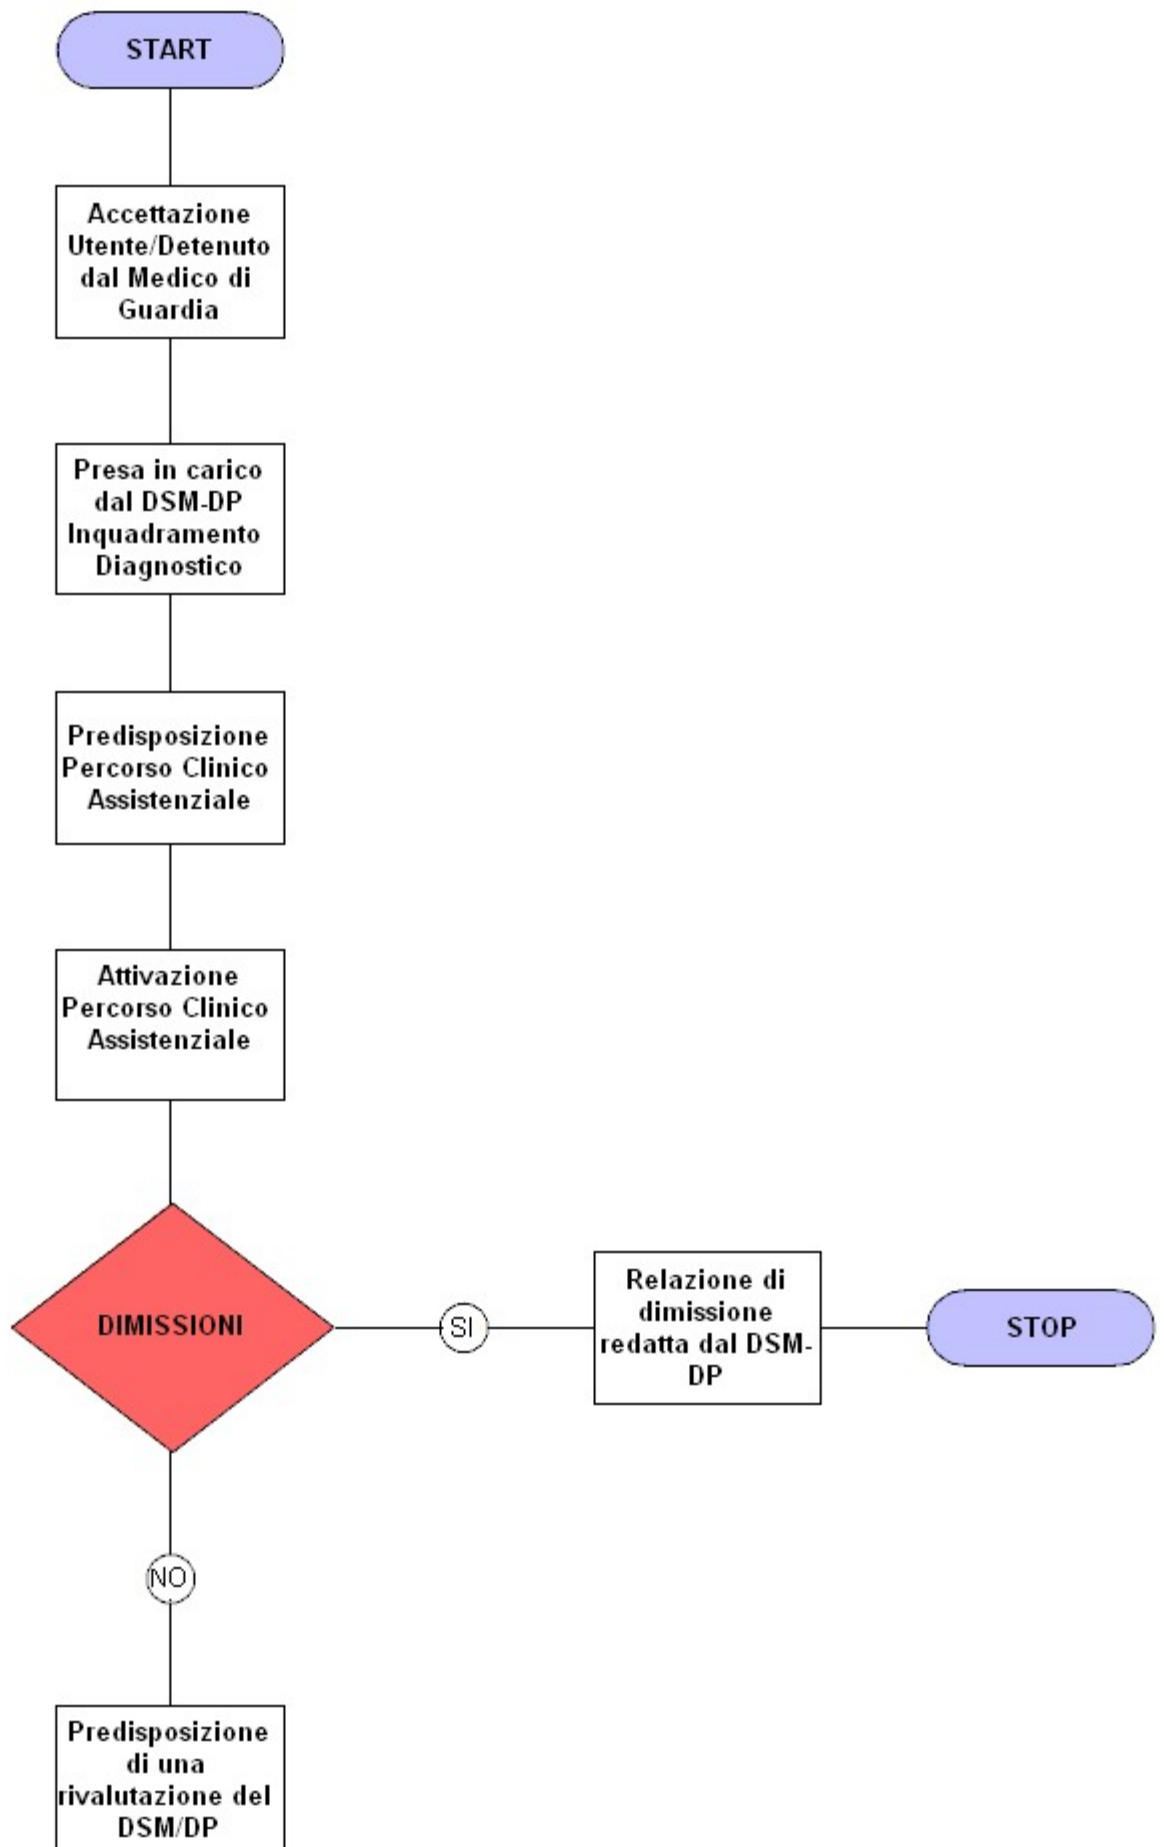 START
Accettazione
Utente/Detenuto
dal Medico di
Guardia
Presa in carico
dal DSM-DP
Inquadramento
Diagnostico
Predisposizione
Percorso Clinico
Assistenziale
Attivazione
Percorso Clinico
Assistenziale
DIMISSIONI
SI
Relazione di
dimissione
redatta dal DSM-
DP
STOP
NO
Predisposizione
di una
rivalutazione del
DSM/DP